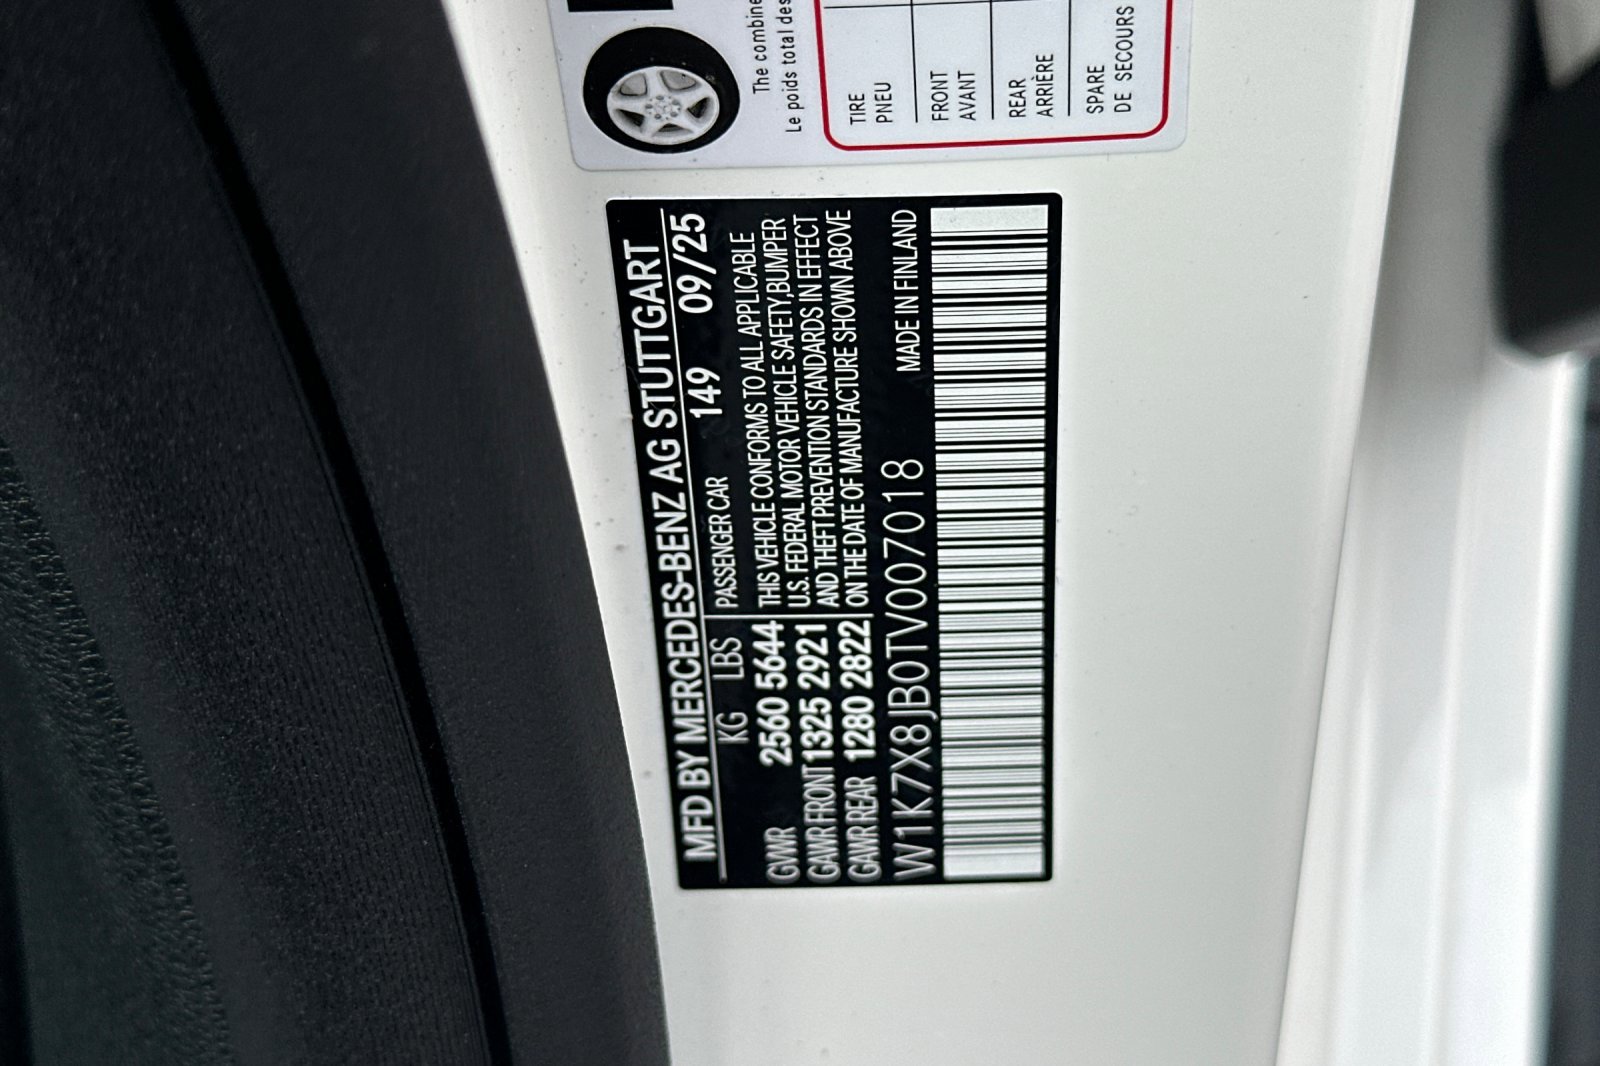 MFD BY MERCEDES-BENZ AG STUTTGART
KG LBS PASSENGER CAR 149 09/25
GVWR 2560 5644 THIS VEHICLE CONFORMS TO ALL APPLICABLE
U.S. FEDERAL MOTOR VEHICLE SAFETY,BUMPER
GAWR FRONT 1325 2921 AND THEFT PREVENTION STANDARDS IN EFFECT
GAWR REAR 1280 2822 ON THE DATE OF MANUFACTURE SHOWN ABOVE
W1K7X8JB0TV007018 MADE IN FINLAND
The combine
Le poids total des
TIRE
PNEU
FRONT
AVANT
REAR
ARRIÈRE
SPARE
DE SECOURS